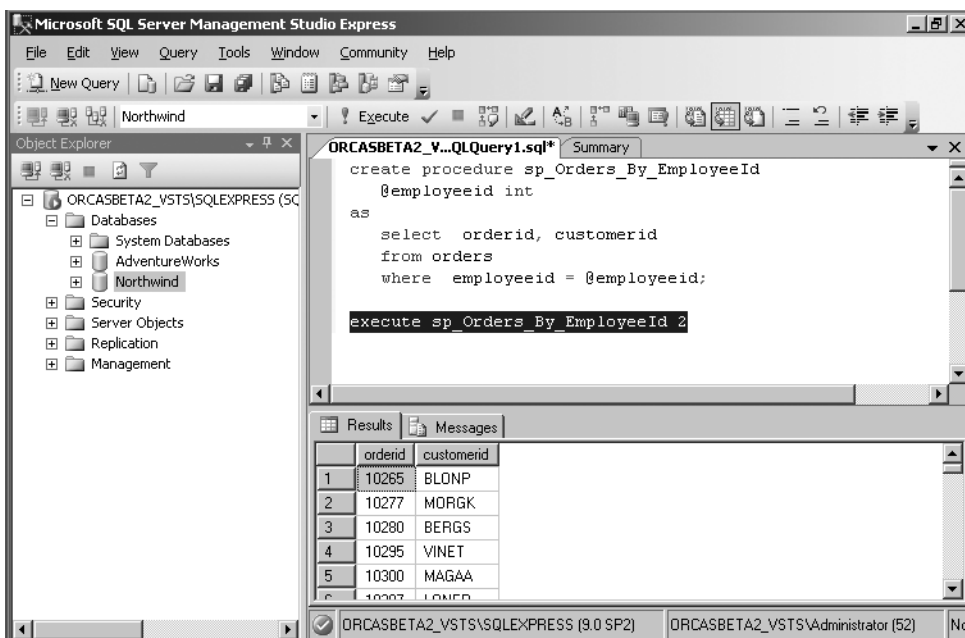 Microsoft SQL Server Management Studio Express
File Edit View Query Tools Window Community Help
New Query
Northwind
Execute
Object Explorer
ORCASBETA2_VSTS\SQLEXPRESS (SQ
Databases
System Databases
AdventureWorks
Northwind
Security
Server Objects
Replication
Management
ORCASBETA2_V...QLQuery1.sql* Summary
create procedure sp_Orders_By_EmployeeId
@employeeid int
as
select orderid, customerid
from orders
where employeeid = @employeeid;
execute sp_Orders_By_EmployeeId 2
Results Messages
orderid customerid
1 10265 BLONP
2 10277 MORGK
3 10280 BERGS
4 10295 VINET
5 10300 MAGAA
ORCASBETA2_VSTS\SQLEXPRESS (9.0 SP2) ORCASBETA2_VSTS\Administrator (52) No